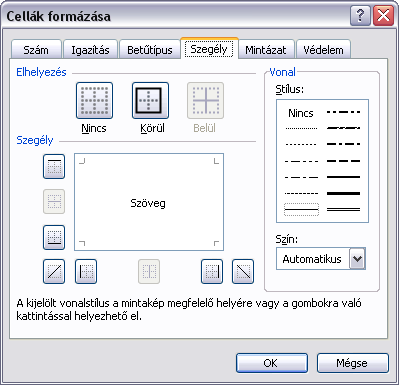 Cellák formázása
Szám
Igazítás
Betűtípus
Szegély
Mintázat
Védelem
Elhelyezés
Nincs
Körül
Belül
Szegély
Szöveg
Vonal
Stílus:
Nincs
Szín:
Automatikus
A kijelölt vonalstílus a mintakép megfelelő helyére vagy a gombokra való
kattintással helyezhető el.
OK
Mégse